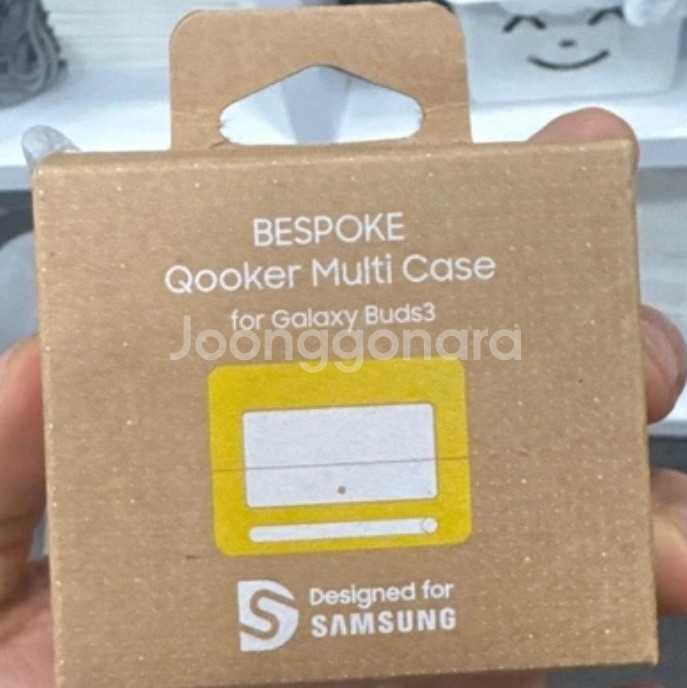 BESPOKE
Qooker Multi Case
for Galaxy Buds3
Joonggonara
Designed for
SAMSUNG